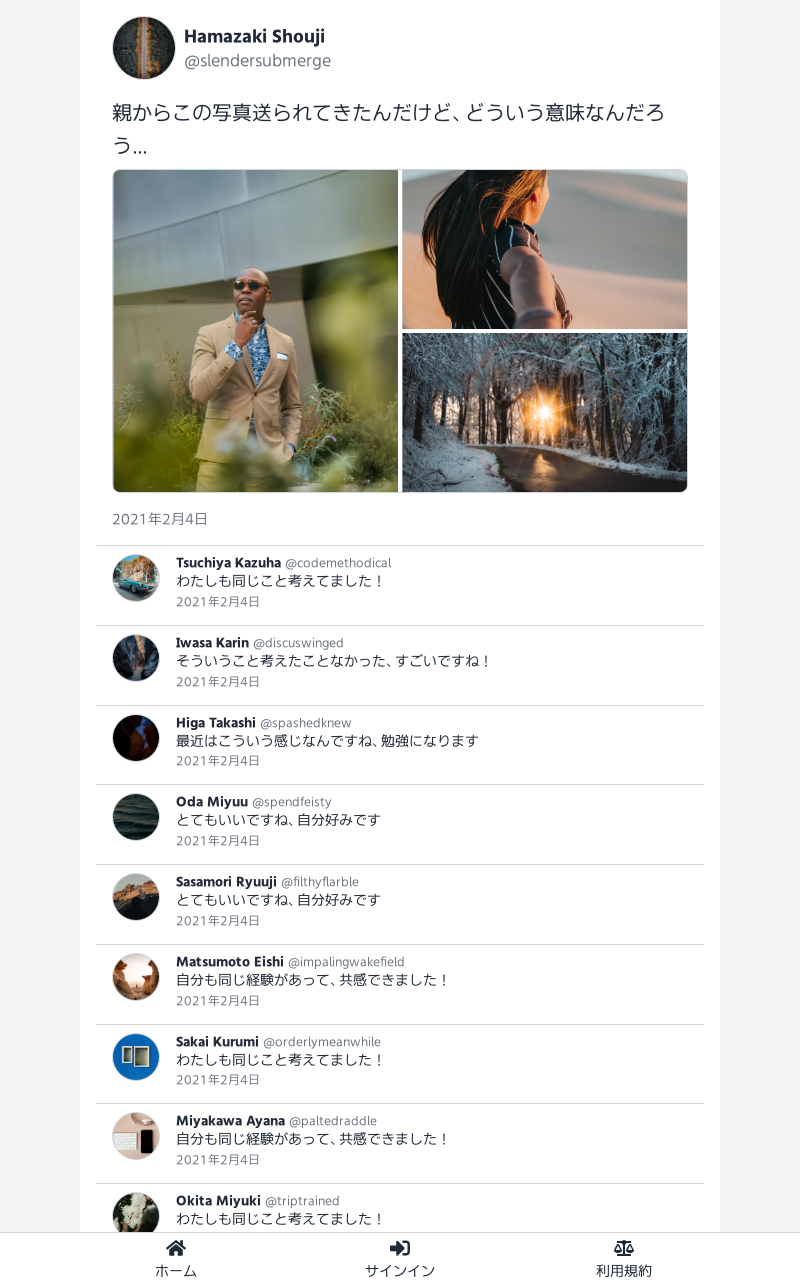 Hamazaki Shouji
@slendersubmerge
親からこの写真送られてきたんだけど、どういう意味なんだろ
う...
2021年2月4日
Tsuchiya Kazuha @codemethodical
わたしも同じこと考えてました！
2021年2月4日
Iwasa Karin @discuswinged
そういうこと考えたことなかった、すごいですね！
2021年2月4日
Higa Takashi @spashedknew
最近はこういう感じなんですね、勉強になります
2021年2月4日
Oda Miyuu @spendfeisty
とてもいいですね、自分好みです
2021年2月4日
Sasamori Ryuuji @filthyflarble
とてもいいですね、自分好みです
2021年2月4日
Matsumoto Eishi @impalingwakefield
自分も同じ経験があって、共感できました！
2021年2月4日
Sakai Kurumi @orderlymeanwhile
わたしも同じこと考えてました！
2021年2月4日
Miyakawa Ayana @paltedraddle
自分も同じ経験があって、共感できました！
2021年2月4日
Okita Miyuki @triptrained
わたしも同じこと考えてました！
ホーム
サインイン
利用規約